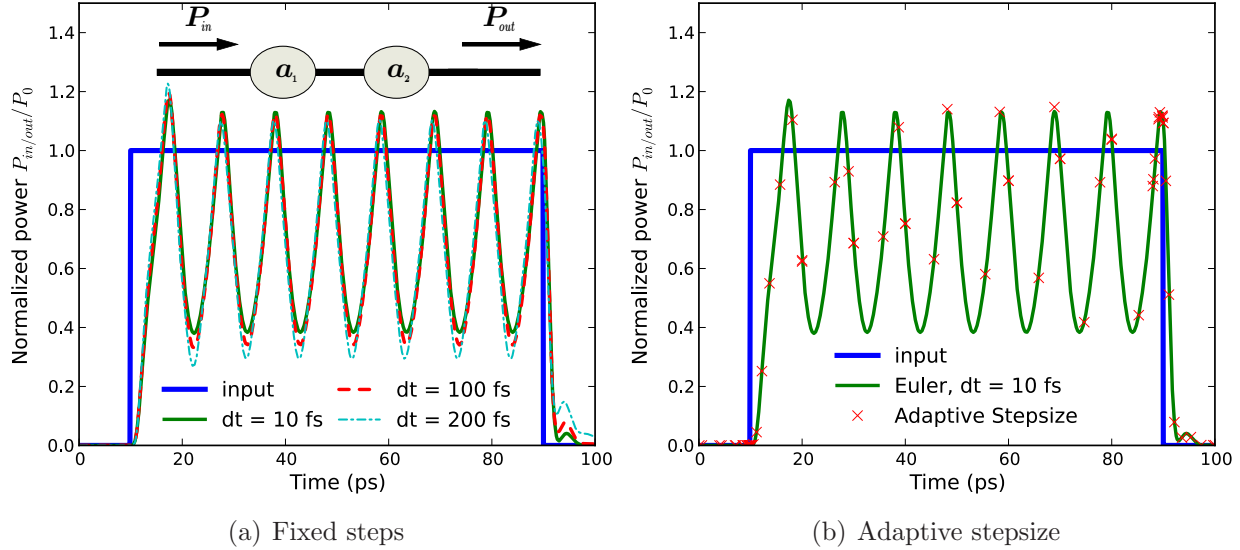 P_in
P_out
a_1
a_2
Normalized power P_in/out/P_0
1.4
1.2
1.0
0.8
0.6
0.4
0.2
0.0
input
dt = 10 fs
dt = 100 fs
dt = 200 fs
0 20 40 60 80 100
Time (ps)
(a) Fixed steps
Normalized power P_in/out/P_0
1.4
1.2
1.0
0.8
0.6
0.4
0.2
0.0
input
Euler, dt = 10 fs
Adaptive Stepsize
0 20 40 60 80 100
Time (ps)
(b) Adaptive stepsize